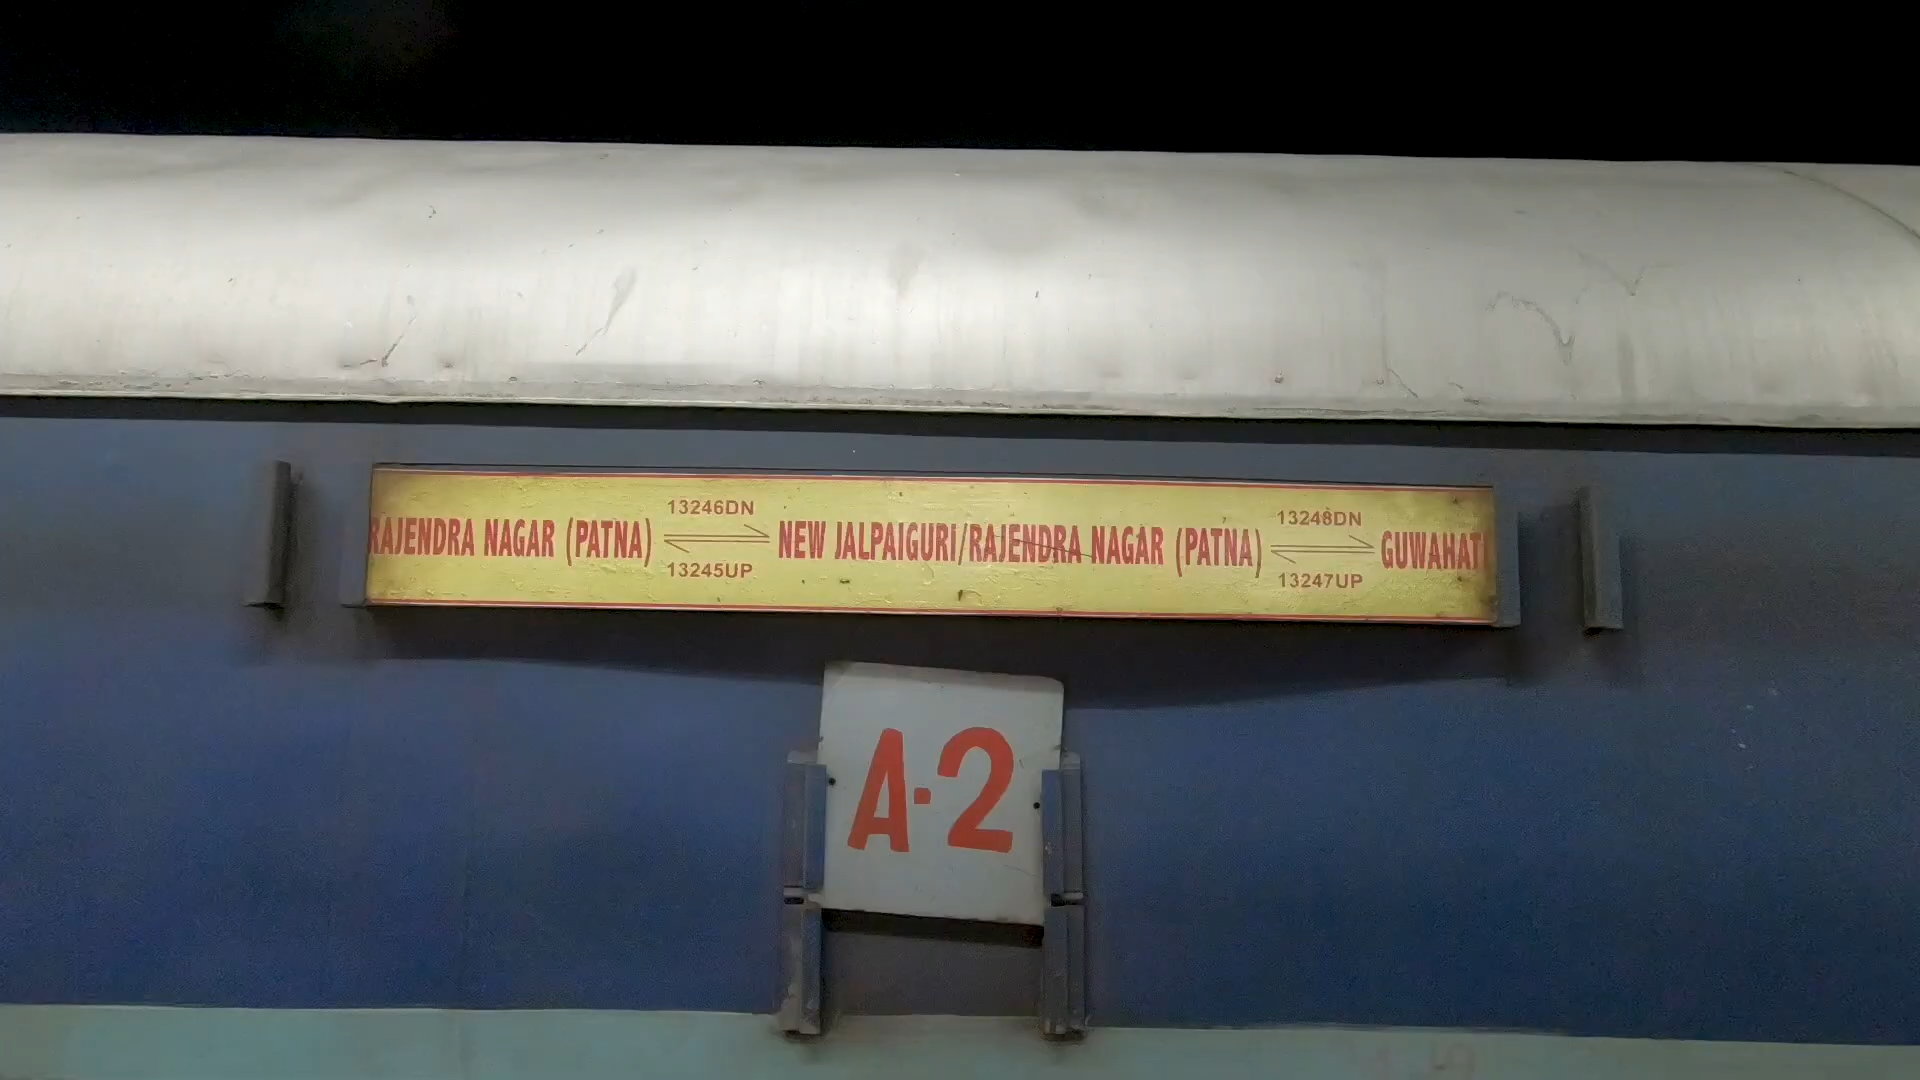 13246DN 13248DN
RAJENDRA NAGAR (PATNA) NEW JALPAIGURI/RAJENDRA NAGAR (PATNA) GUWAHATI
13245UP 13247UP
A-2